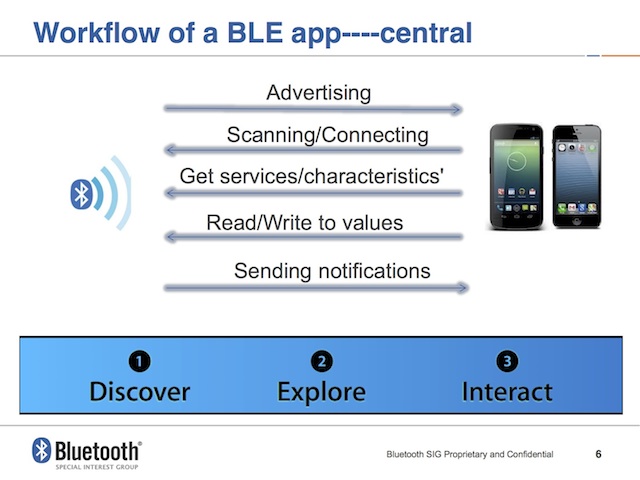 Workflow of a BLE app----central
Advertising
Scanning/Connecting
Get services/characteristics'
Read/Write to values
Sending notifications
1 2 3
Discover Explore Interact
Bluetooth®
SPECIAL INTEREST GROUP
Bluetooth SIG Proprietary and Confidential 6